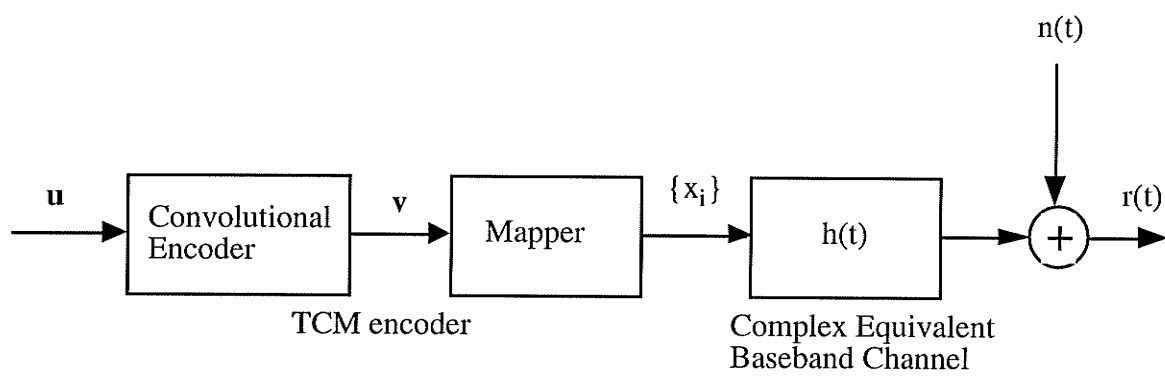 n(t)
u
Convolutional
Encoder
v
Mapper
{x_i}
h(t)
+
r(t)
TCM encoder
Complex Equivalent
Baseband Channel